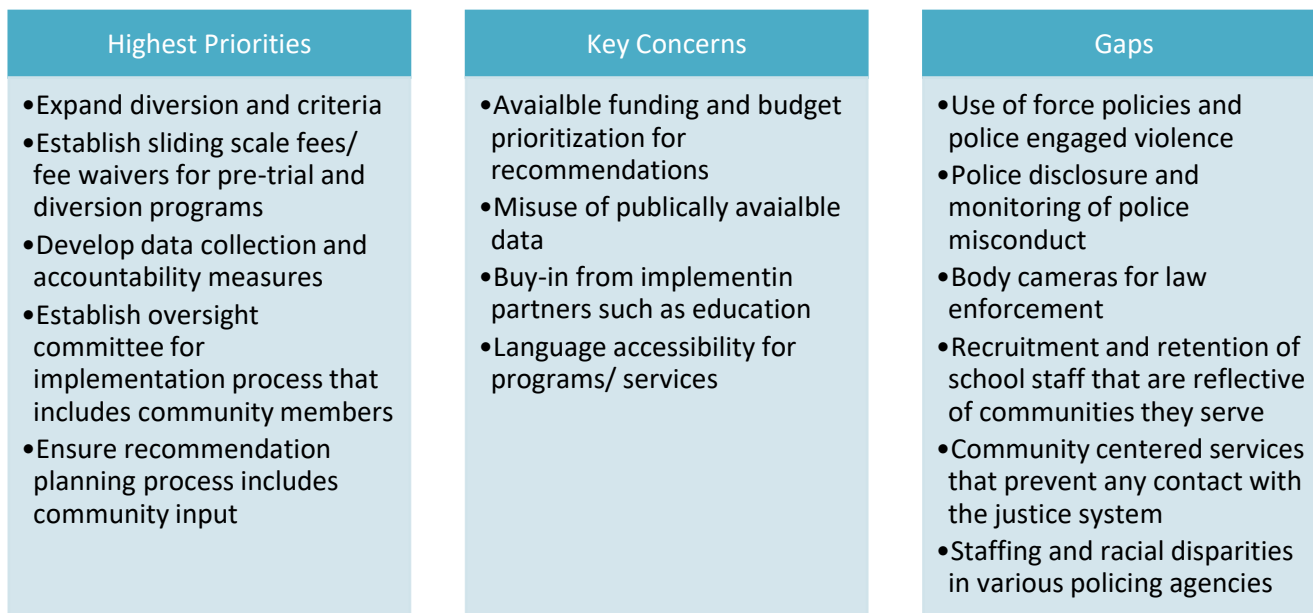 Highest Priorities
•Expand diversion and criteria
•Establish sliding scale fees/
fee waivers for pre-trial and
diversion programs
•Develop data collection and
accountability measures
•Establish oversight
committee for
implementation process that
includes community members
•Ensure recommendation
planning process includes
community input
Key Concerns
•Avaialble funding and budget
prioritization for
recommendations
•Misuse of publically avaialble
data
•Buy-in from implementin
partners such as education
•Language accessibility for
programs/ services
Gaps
•Use of force policies and
police engaged violence
•Police disclosure and
monitoring of police
misconduct
•Body cameras for law
enforcement
•Recruitment and retention of
school staff that are reflective
of communities they serve
•Community centered services
that prevent any contact with
the justice system
•Staffing and racial disparities
in various policing agencies